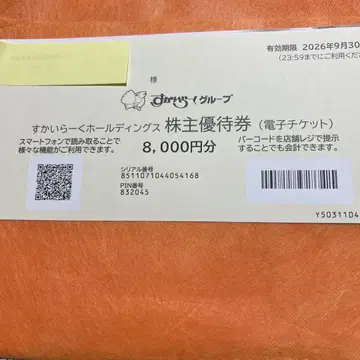 有効期限 2026年9月30
(23:59までにご利用くだ
様
すかいらーくグループ
すかいらーくホールディングス 株主優待券（電子チケット）
スマートフォンで読み取ることで
様々な機能がご利用できます。
8,000円分
バーコードを店舗レジで提示
することでも会計できます。
シリアル番号
8511071044054168
PIN番号
832045
Y5031104